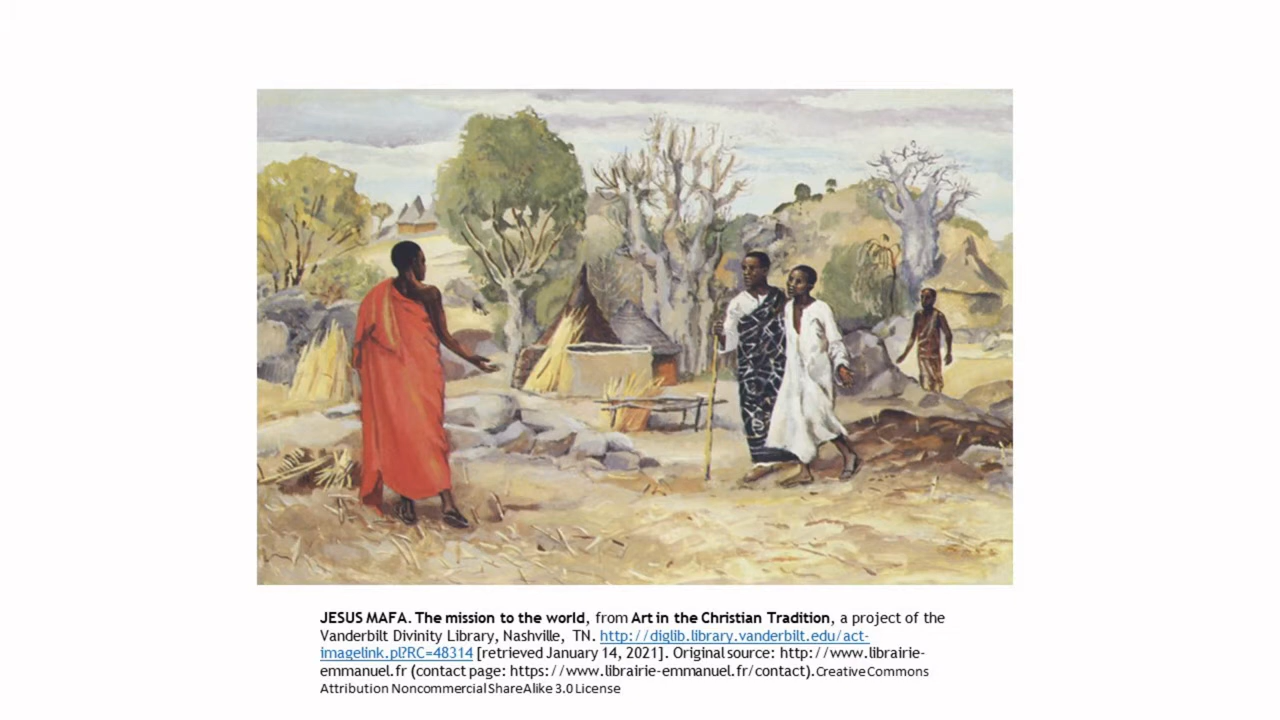 JESUS MAFA. The mission to the world, from Art in the Christian Tradition, a project of the
Vanderbilt Divinity Library, Nashville, TN. http://diglib.library.vanderbilt.edu/act-
imagelink.pl?RC=48314 [retrieved January 14, 2021]. Original source: http://www.librairie-
emmanuel.fr (contact page: https://www.librairie-emmanuel.fr/contact).Creative Commons
Attribution Noncommercial ShareAlike 3.0 License